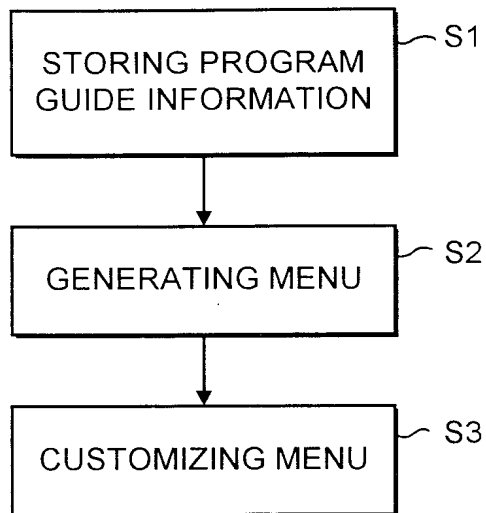 STORING PROGRAM
GUIDE INFORMATION
S1
GENERATING MENU
S2
CUSTOMIZING MENU
S3